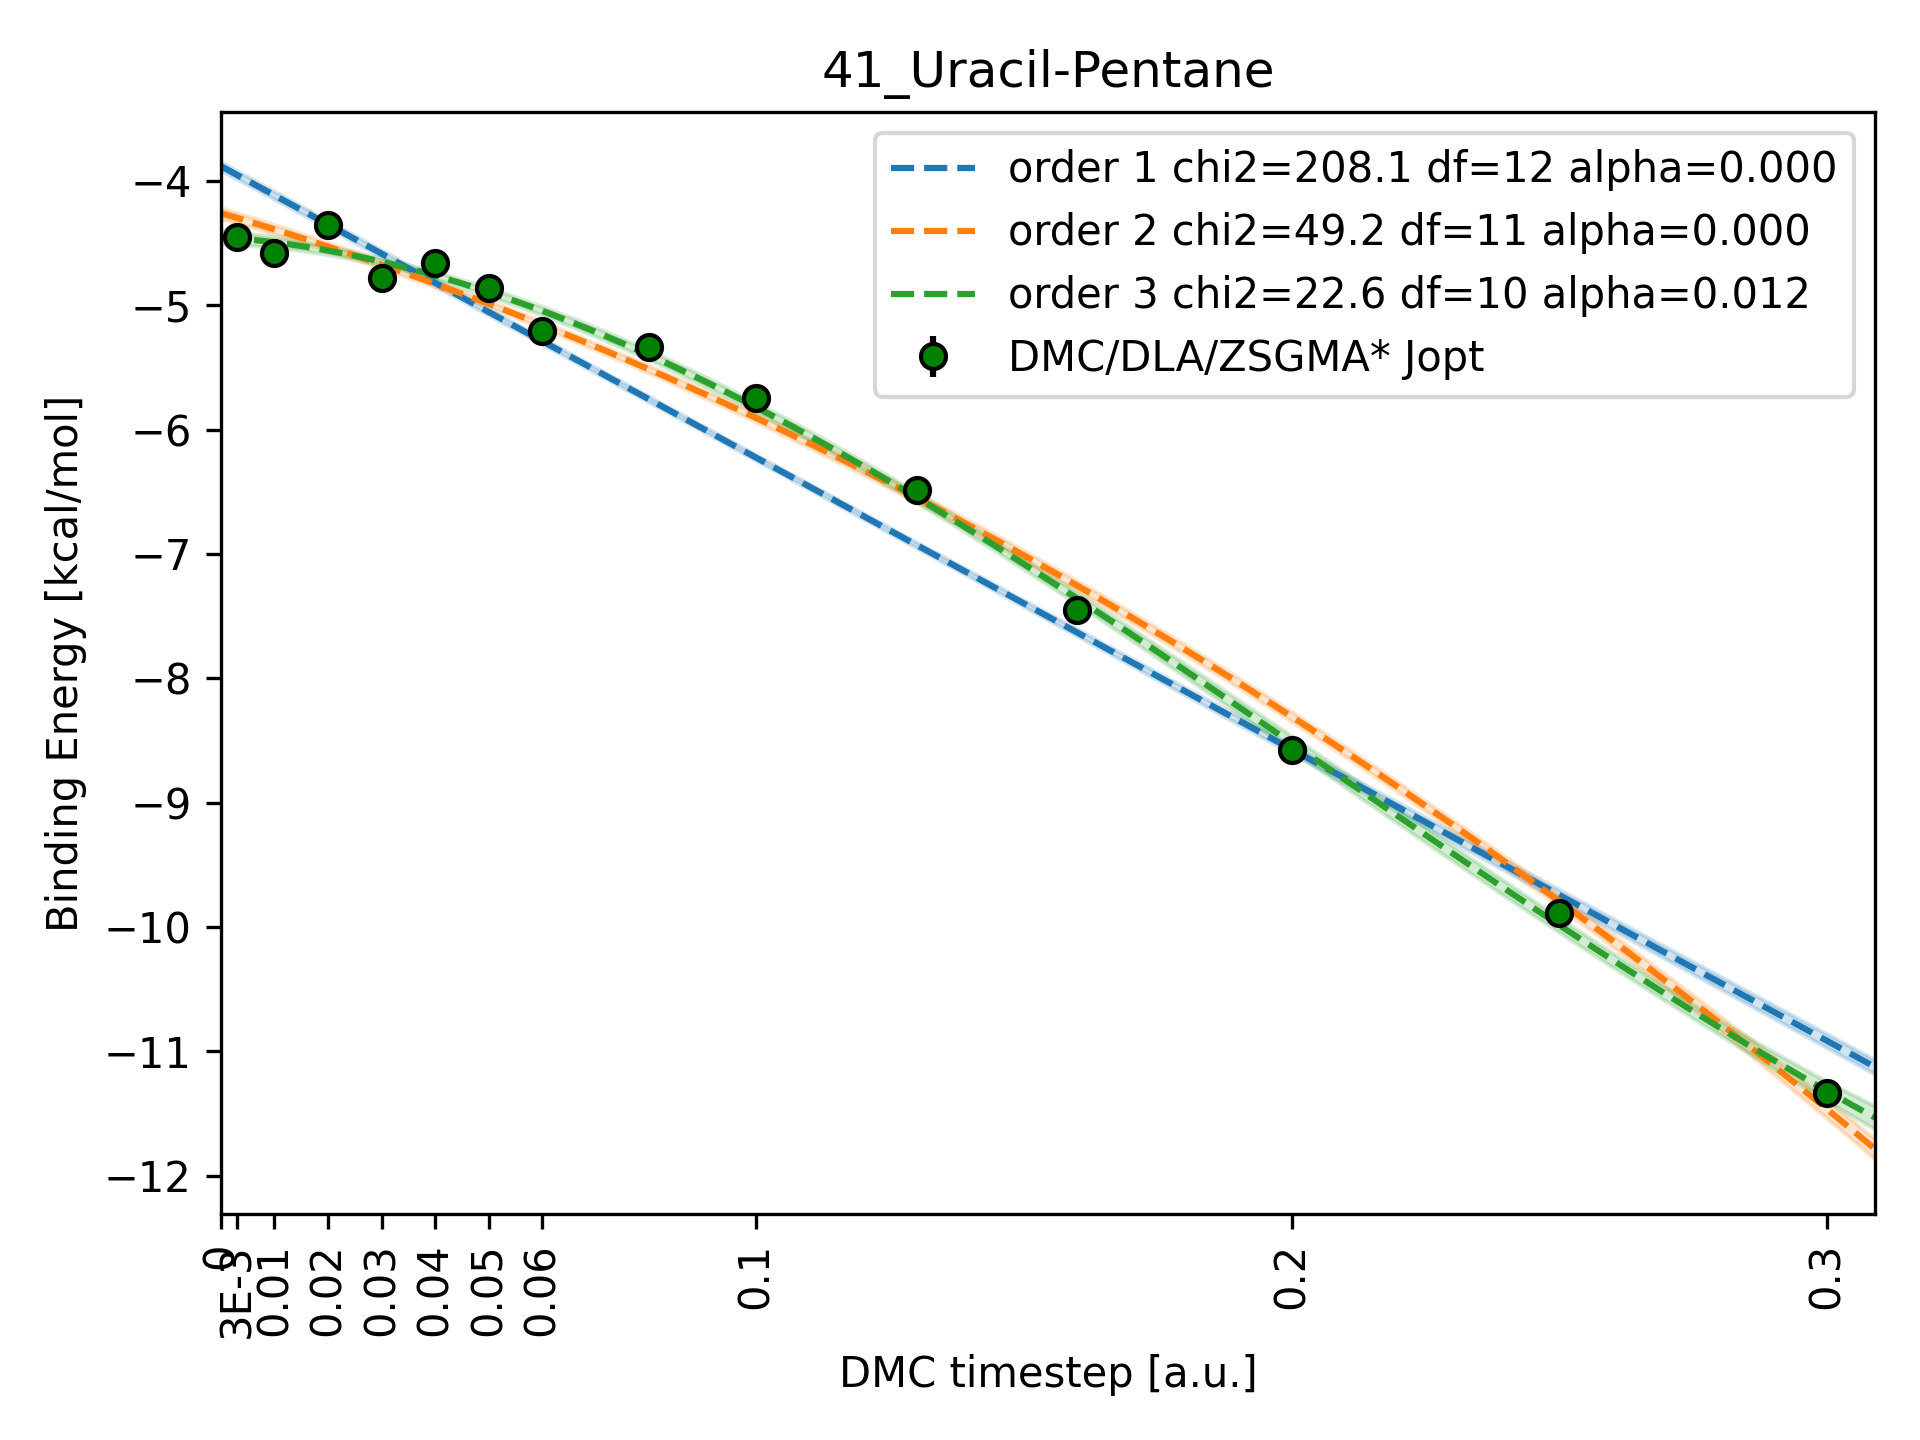 41_Uracil-Pentane
order 1 chi2=208.1 df=12 alpha=0.000
order 2 chi2=49.2 df=11 alpha=0.000
order 3 chi2=22.6 df=10 alpha=0.012
DMC/DLA/ZSGMA* Jopt
Binding Energy [kcal/mol]
−4
−5
−6
−7
−8
−9
−10
−11
−12
0
3E-3
0.01
0.02
0.03
0.04
0.05
0.06
0.1
0.2
0.3
DMC timestep [a.u.]